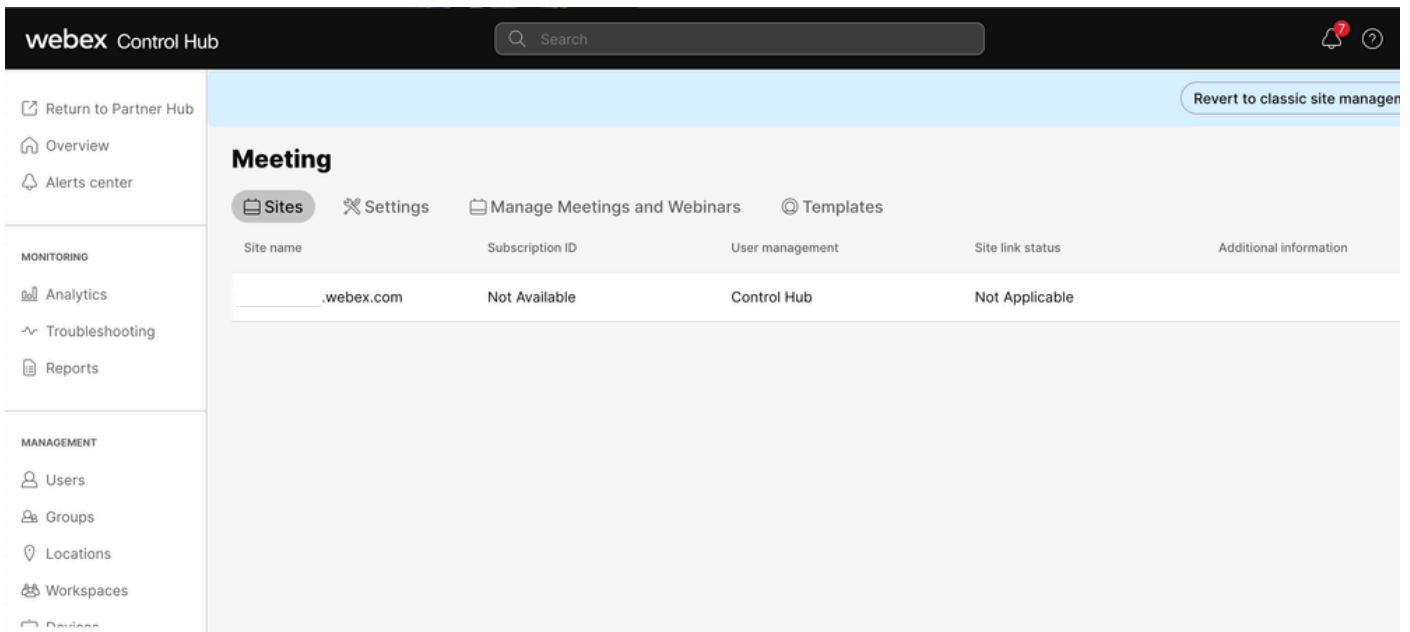 webex Control Hub
Search
7
Return to Partner Hub
Overview
Alerts center
MONITORING
Analytics
Troubleshooting
Reports
MANAGEMENT
Users
Groups
Locations
Workspaces
Devices
Revert to classic site managem
Meeting
Sites Settings Manage Meetings and Webinars Templates
Site name Subscription ID User management Site link status Additional information
.webex.com Not Available Control Hub Not Applicable